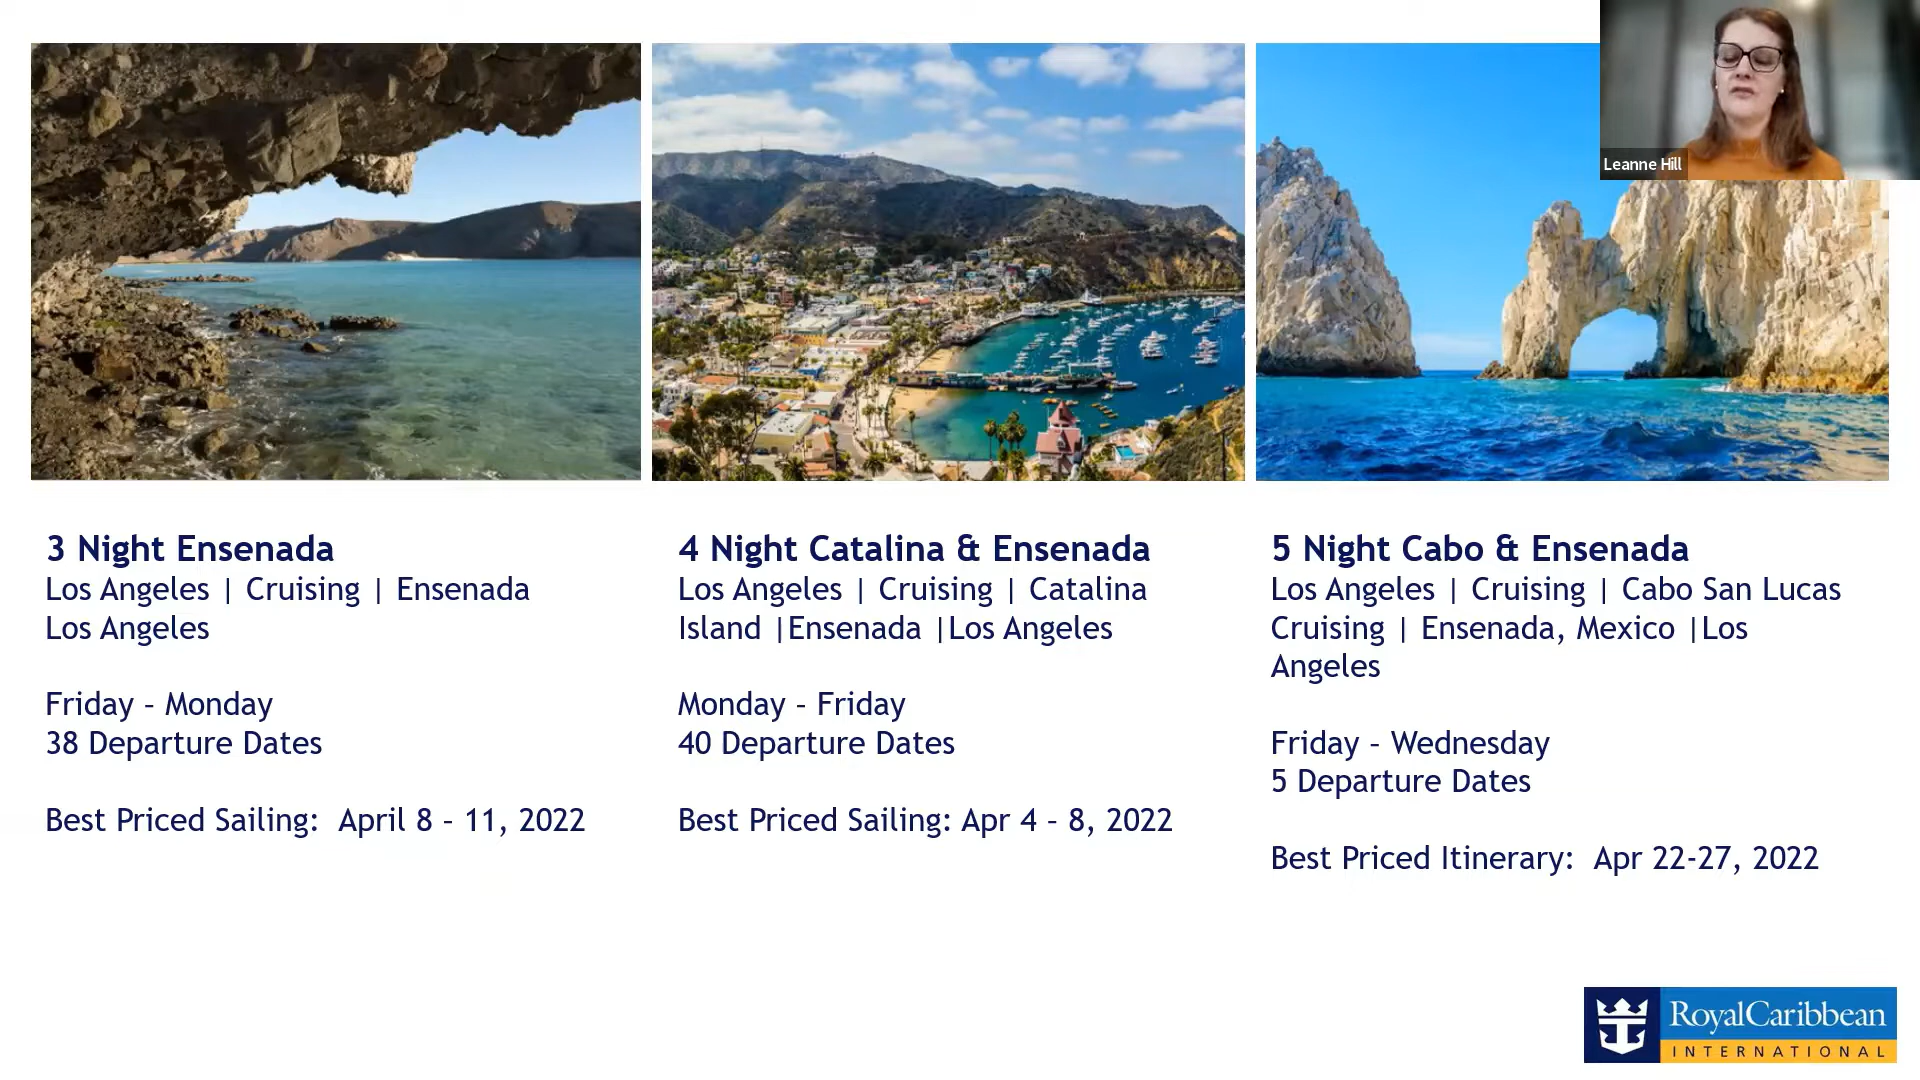 Leanne Hill
3 Night Ensenada
Los Angeles | Cruising | Ensenada
Los Angeles
Friday – Monday
38 Departure Dates
Best Priced Sailing:  April 8 – 11, 2022
4 Night Catalina & Ensenada
Los Angeles | Cruising | Catalina
Island |Ensenada |Los Angeles
Monday – Friday
40 Departure Dates
Best Priced Sailing: Apr 4 – 8, 2022
5 Night Cabo & Ensenada
Los Angeles | Cruising | Cabo San Lucas
Cruising | Ensenada, Mexico |Los
Angeles
Friday – Wednesday
5 Departure Dates
Best Priced Itinerary:  Apr 22-27, 2022
RoyalCaribbean
INTERNATIONAL